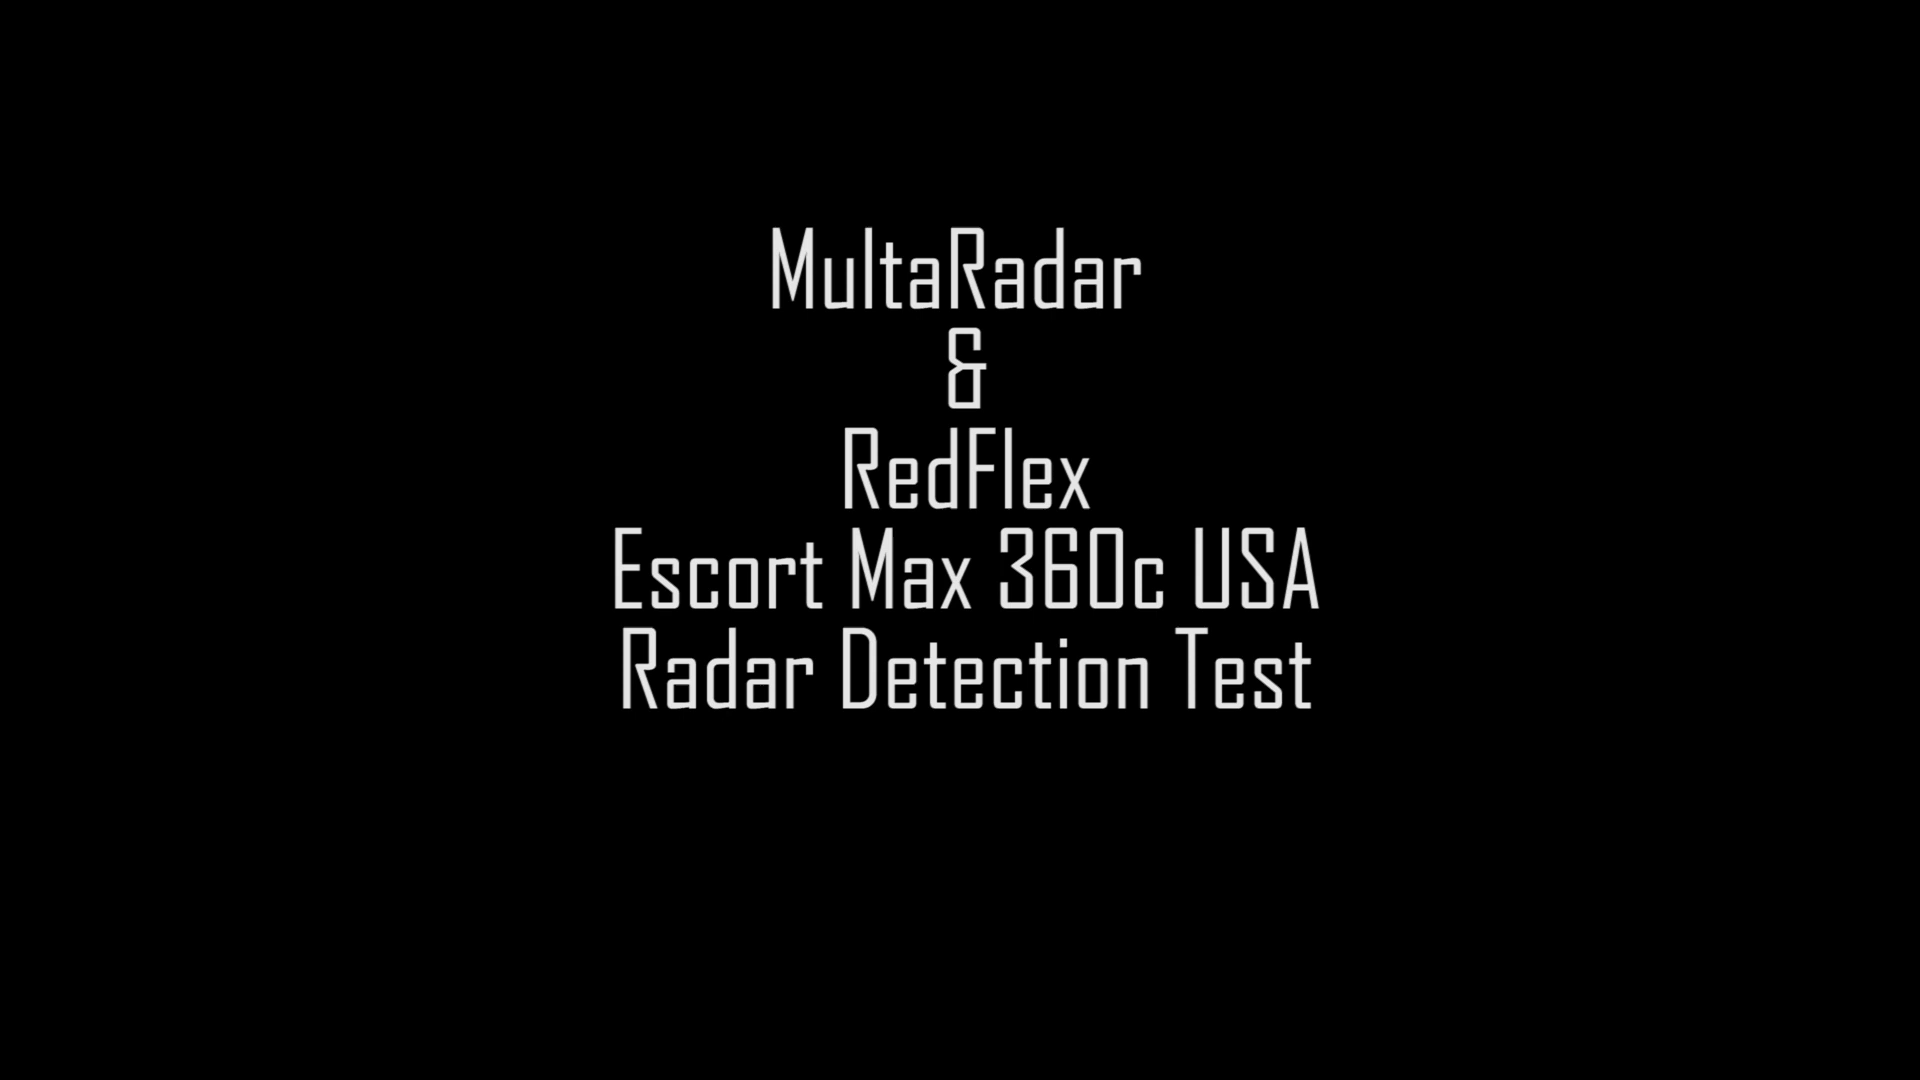 MultaRadar
&
RedFlex
Escort Max 360c USA
Radar Detection Test